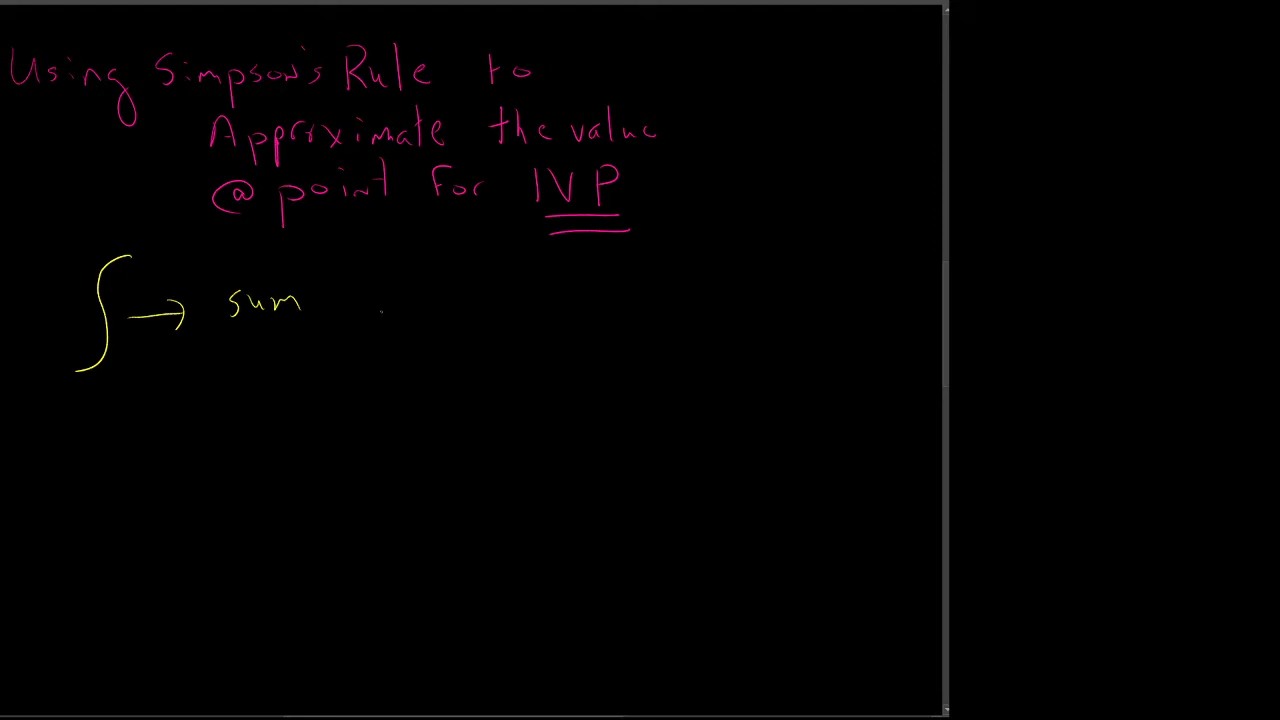 Using Simpson's Rule to
Approximate the value
@ point for IVP
∫ → sum